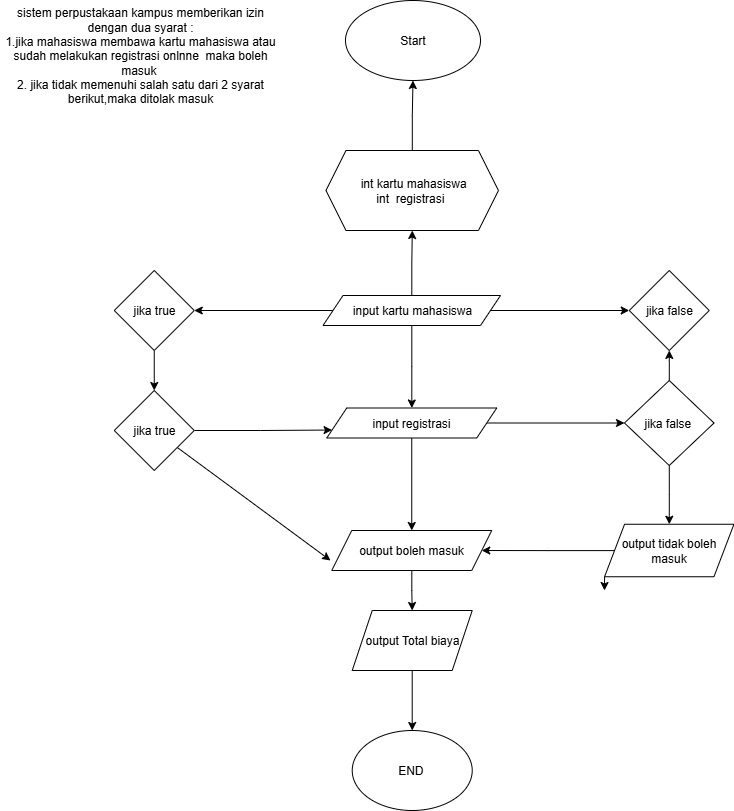 sistem perpustakaan kampus memberikan izin
dengan dua syarat :
1.jika mahasiswa membawa kartu mahasiswa atau
sudah melakukan registrasi onlnne  maka boleh
masuk
2. jika tidak memenuhi salah satu dari 2 syarat
berikut,maka ditolak masuk
Start
int kartu mahasiswa
int  registrasi
jika true
input kartu mahasiswa
jika false
jika true
input registrasi
jika false
output boleh masuk
output tidak boleh
masuk
output Total biaya
END